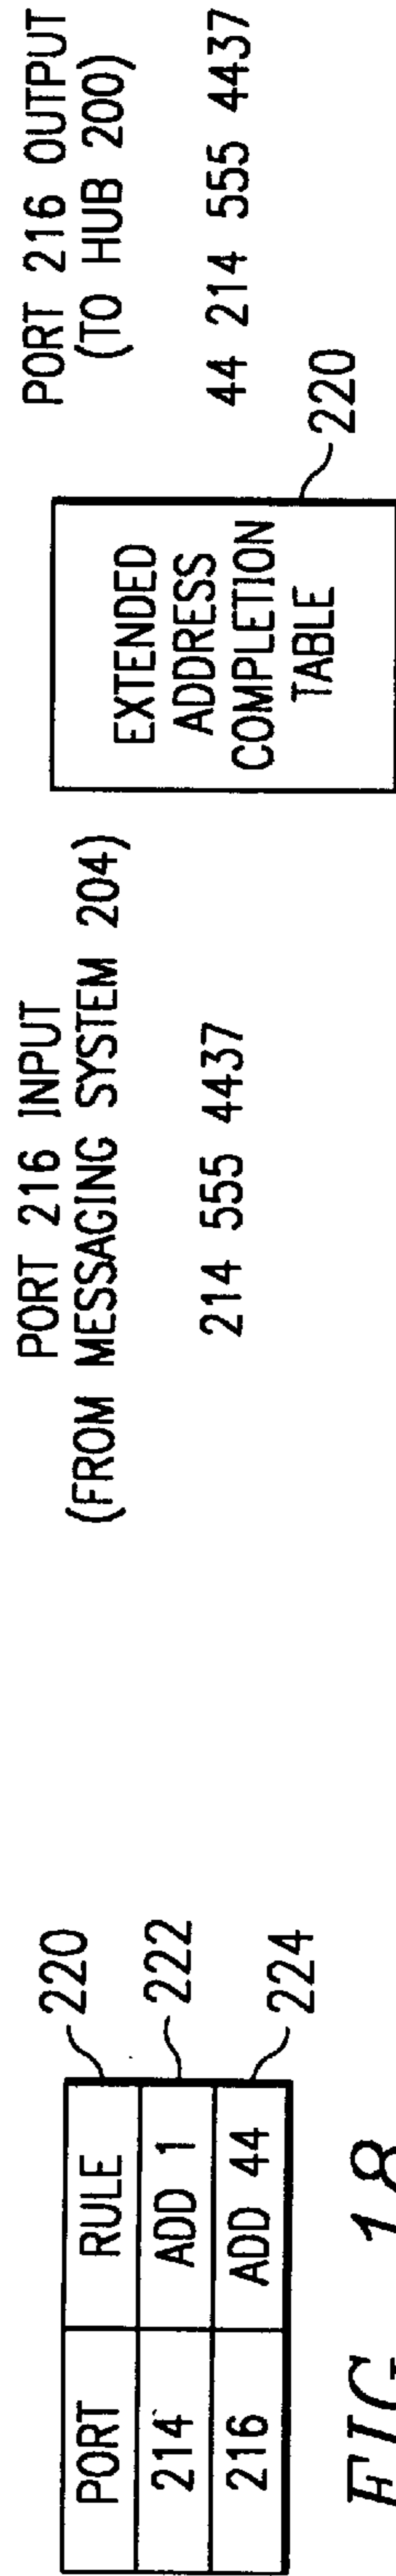 PORT RULE 220
214 ADD 1 222
216 ADD 44 224
FIG. 18
PORT 216 INPUT
(FROM MESSAGING SYSTEM 204)
214 555 4437
EXTENDED
ADDRESS
COMPLETION
TABLE
220
PORT 216 OUTPUT
(TO HUB 200)
44 214 555 4437